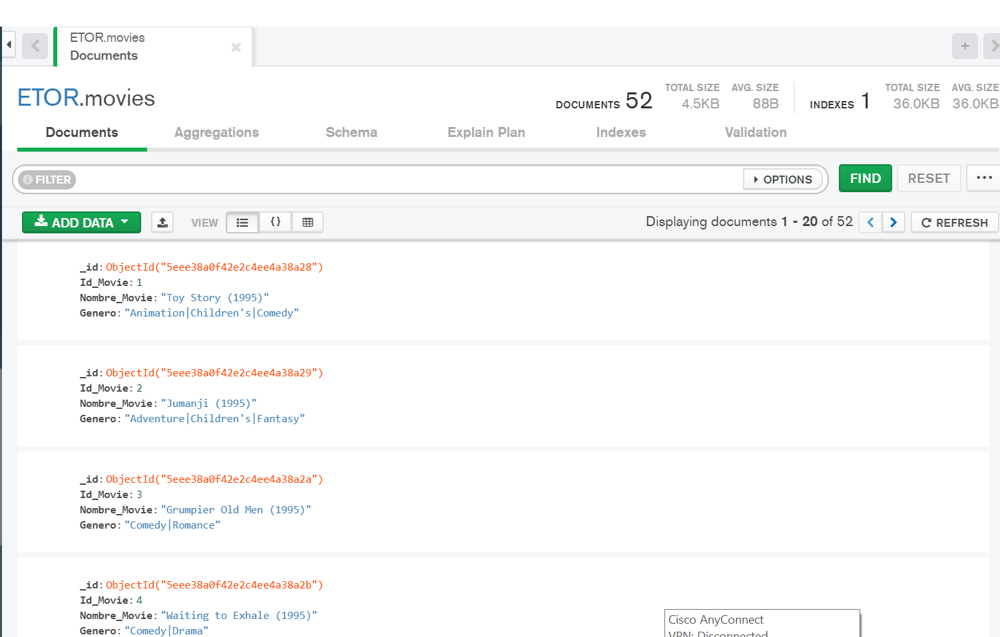 ETOR.movies
Documents
ETOR.movies
DOCUMENTS 52
TOTAL SIZE
4.5KB
AVG. SIZE
88B
INDEXES 1
TOTAL SIZE
36.0KB
AVG. SIZE
36.0KB
Documents Aggregations Schema Explain Plan Indexes Validation
FILTER OPTIONS FIND RESET ...
ADD DATA VIEW {} Displaying documents 1 - 20 of 52 REFRESH
_id: ObjectId("5eee38a0f42e2c4ee4a38a28")
Id_Movie: 1
Nombre_Movie: "Toy Story (1995)"
Genero: "Animation|Children's|Comedy"
_id: ObjectId("5eee38a0f42e2c4ee4a38a29")
Id_Movie: 2
Nombre_Movie: "Jumanji (1995)"
Genero: "Adventure|Children's|Fantasy"
_id: ObjectId("5eee38a0f42e2c4ee4a38a2a")
Id_Movie: 3
Nombre_Movie: "Grumpier Old Men (1995)"
Genero: "Comedy|Romance"
_id: ObjectId("5eee38a0f42e2c4ee4a38a2b")
Id_Movie: 4
Nombre_Movie: "Waiting to Exhale (1995)"
Genero: "Comedy|Drama"
Cisco AnyConnect
VPN: Disconnected